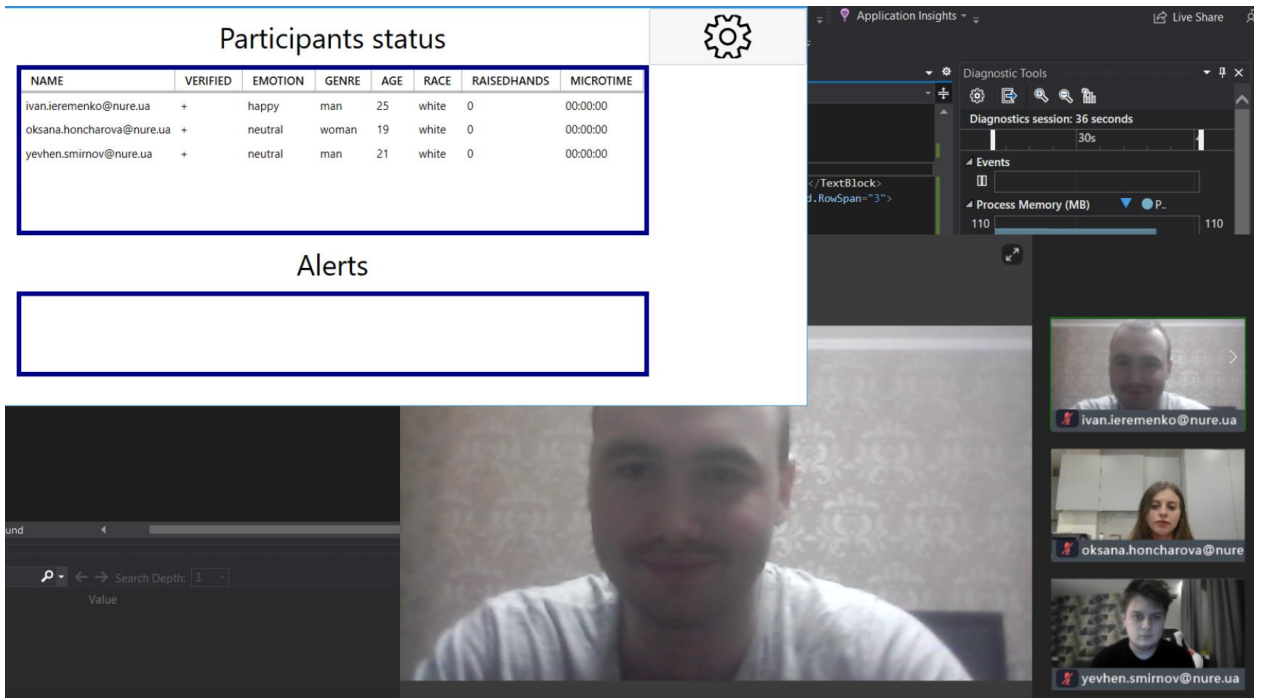 Participants status
NAME VERIFIED EMOTION GENRE AGE RACE RAISEDHANDS MICROTIME
ivan.ieremenko@nure.ua + happy man 25 white 0 00:00:00
oksana.honcharova@nure.ua + neutral woman 19 white 0 00:00:00
yevhen.smirnov@nure.ua + neutral man 21 white 0 00:00:00
Alerts
Application Insights
Live Share
Diagnostic Tools
Diagnostics session: 36 seconds
30s
Events
Process Memory (MB) P..
110 110
</TextBlock>
d.RowSpan="3">
ivan.ieremenko@nure.ua
oksana.honcharova@nure
yevhen.smirnov@nure.ua
und
Search Depth: 3
Value